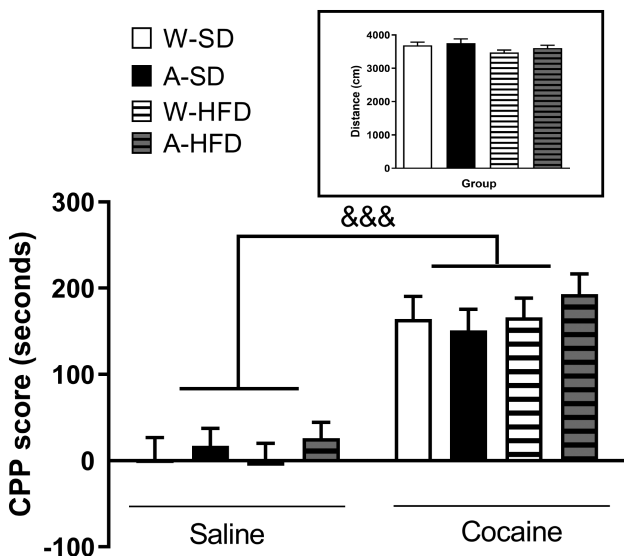 W-SD
A-SD
W-HFD
A-HFD
Distance (cm)
4000
3000
2000
1000
0
Group
CPP score (seconds)
300
200
100
0
-100
&&&
Saline
Cocaine